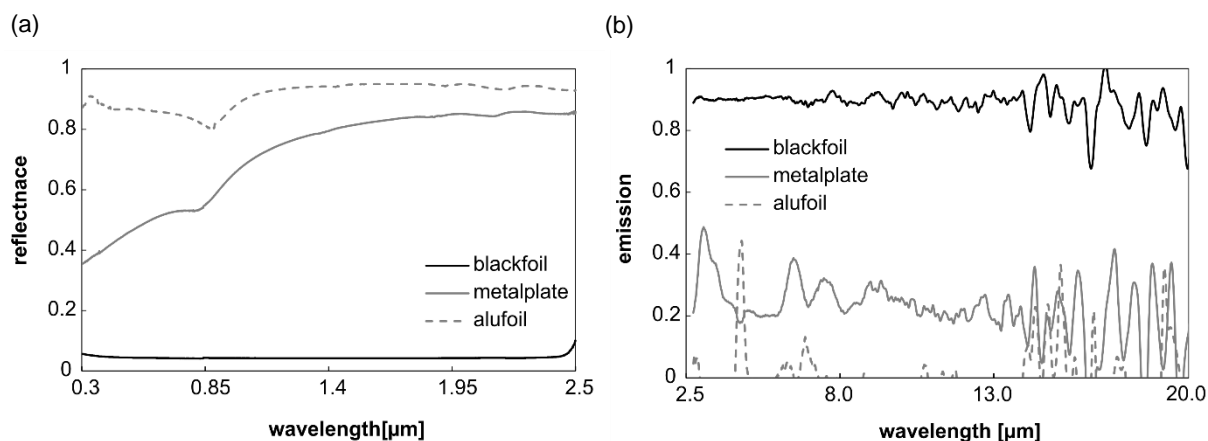 (a)
1
0.8
0.6
0.4
0.2
0
reflectnace
blackfoil
metalplate
alufoil
0.3
0.85
1.4
1.95
2.5
wavelength[µm]
(b)
1
0.8
0.6
0.4
0.2
0
emission
blackfoil
metalplate
alufoil
2.5
8.0
13.0
20.0
wavelength [µm]